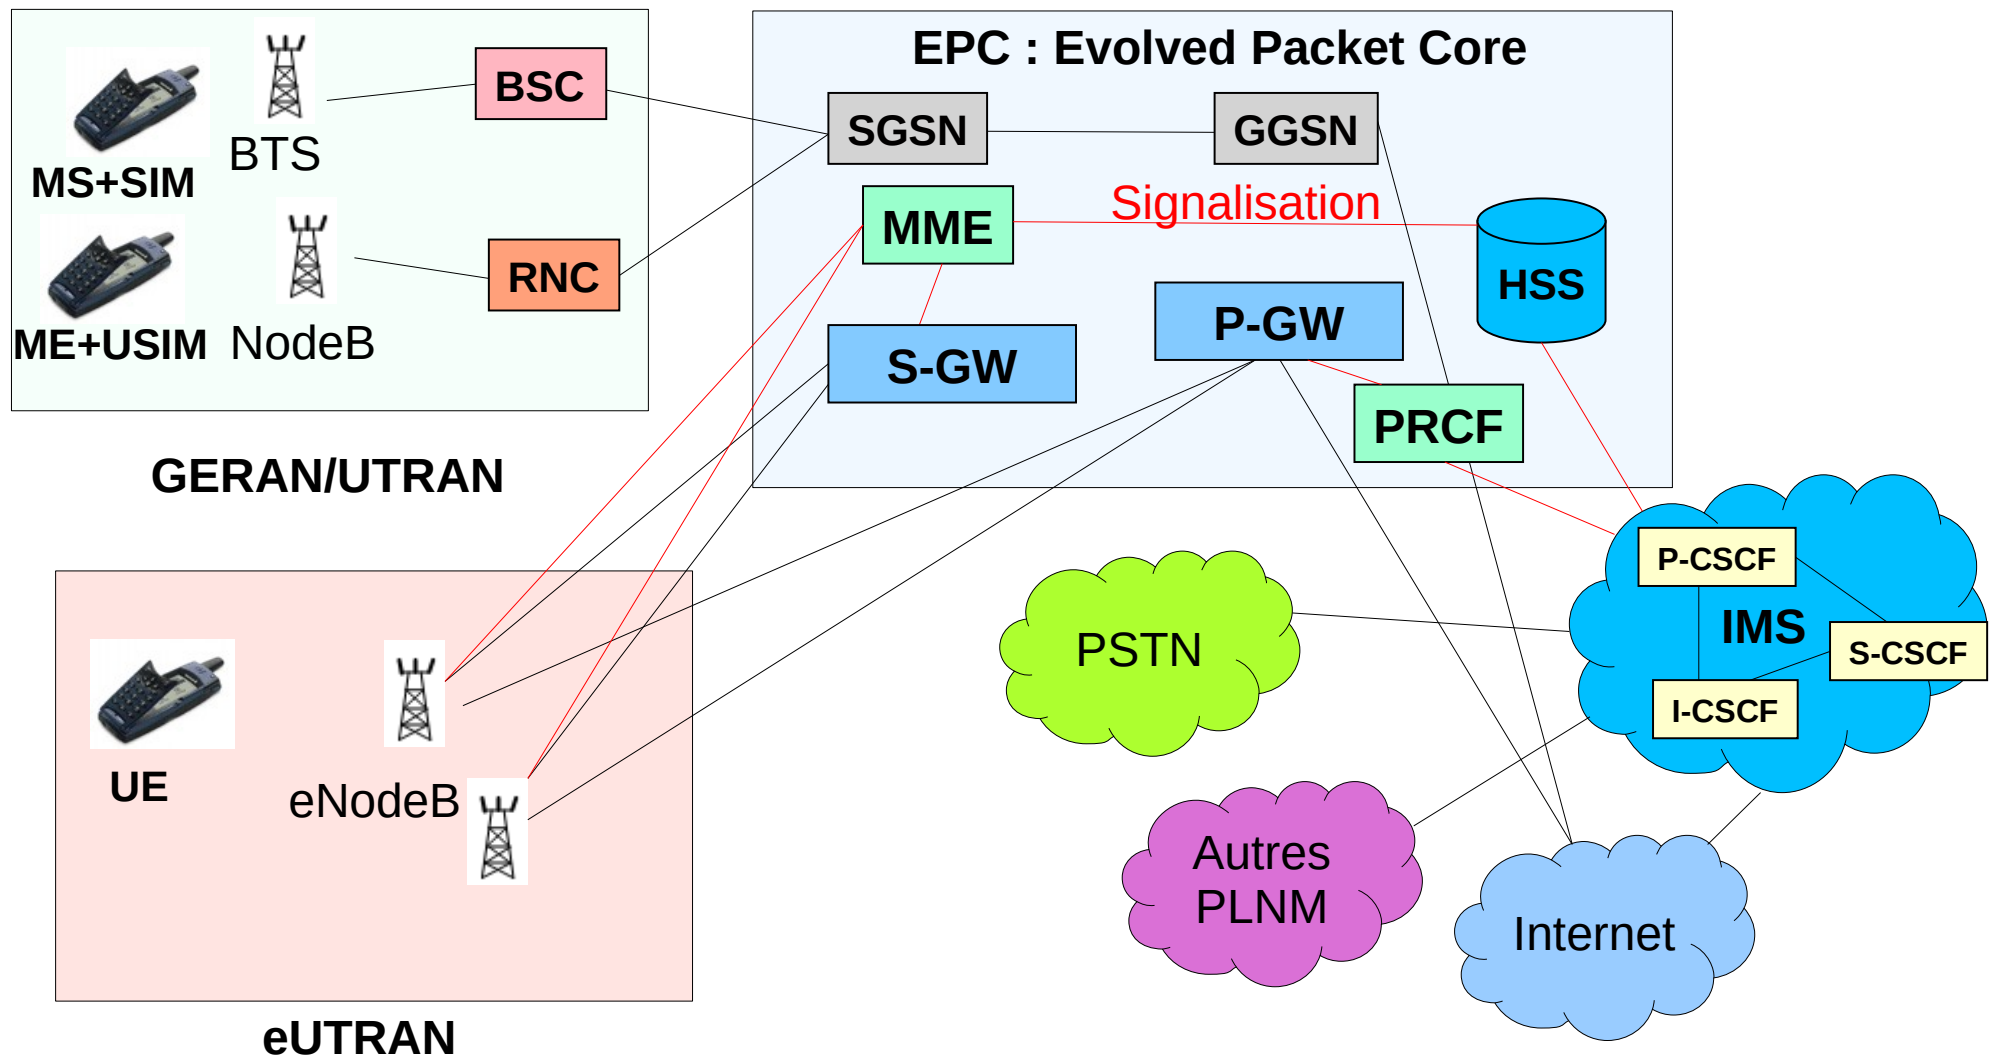 EPC : Evolved Packet Core
BSC
BTS
MS+SIM
SGSN
GGSN
MME
Signalisation
HSS
RNC
ME+USIM
NodeB
S-GW
P-GW
PRCF
GERAN/UTRAN
P-CSCF
IMS
S-CSCF
I-CSCF
PSTN
UE
eNodeB
Autres
PLNM
Internet
eUTRAN